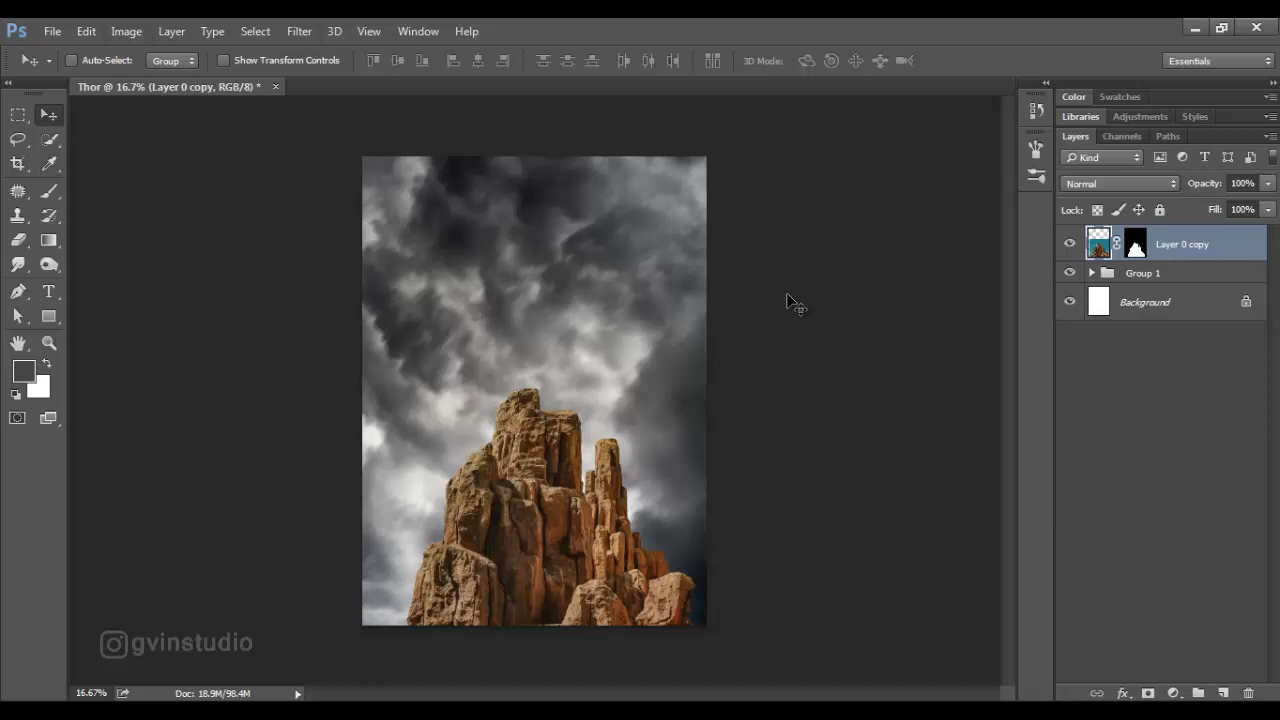 Ps File Edit Image Layer Type Select Filter 3D View Window Help
Auto-Select: Group Show Transform Controls 3D Mode: Essentials
Thor @ 16.7% (Layer 0 copy, RGB/8) * ×
Color Swatches
Libraries Adjustments Styles
Layers Channels Paths
Kind
Normal Opacity: 100%
Lock: Fill: 100%
Layer 0 copy
Group 1
Background
gvinstudio
16.67% Doc: 18.9M/98.4M